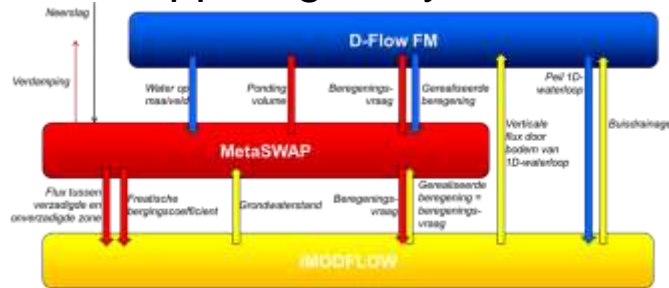 Neerslag
D-Flow FM
Verdamping
Water op
maaiveld
Ponding
volume
Beregenings-
vraag
Gerealiseerde
beregening
Peil 1D-
waterloop
Verticale
flux door
bodem van
1D-waterloop
Buisdrainage
MetaSWAP
Flux tussen
verzadigde en
onverzadigde zone
Freatische
bergingscoefficient
Grondwaterstand
Beregenings-
vraag
Gerealiseerde
beregening =
beregenings-
vraag
iMODFLOW